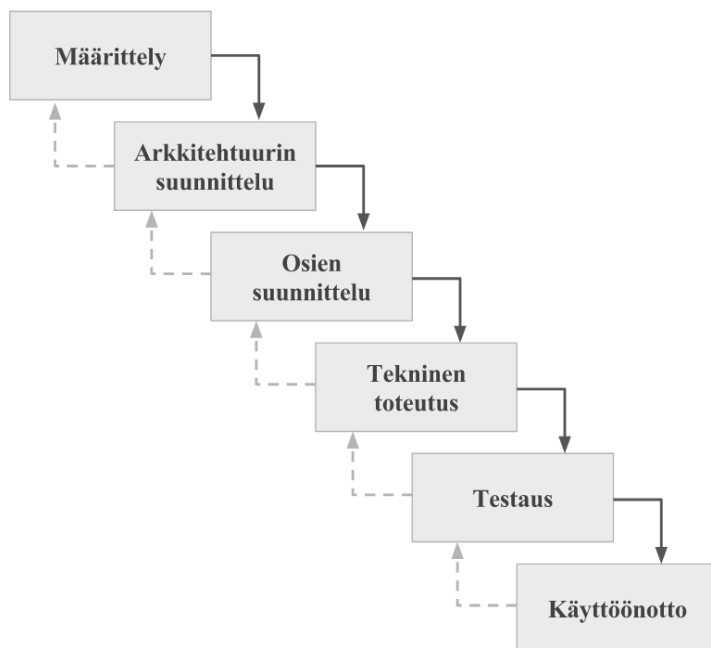 Määrittely
Arkkitehtuurin
suunnittelu
Osien
suunnittelu
Tekninen
toteutus
Testaus
Käyttöönotto